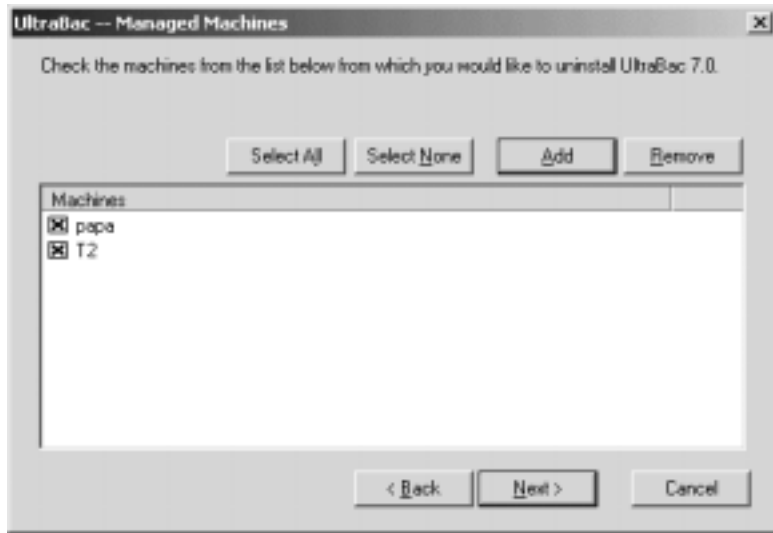 UltraBac -- Managed Machines
Check the machines from the list below from which you would like to uninstall UltraBac 7.0.
Select All Select None Add Remove
Machines
papa
T2
< Back Next > Cancel